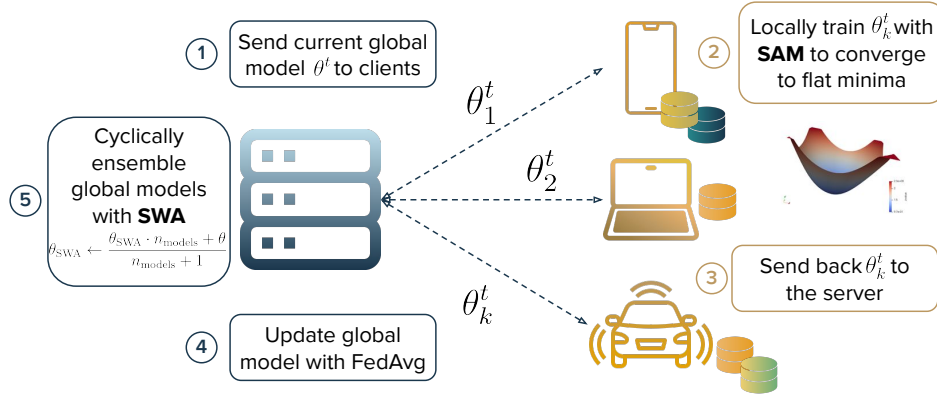 1
Send current global
model θ^t to clients
2
Locally train θ_k^t with
SAM to converge
to flat minima
θ_1^t
θ_2^t
θ_k^t
5
Cyclically
ensemble
global models
with SWA
θ_SWA ← (θ_SWA · n_models + θ) / (n_models + 1)
3
Send back θ_k^t to
the server
4
Update global
model with FedAvg